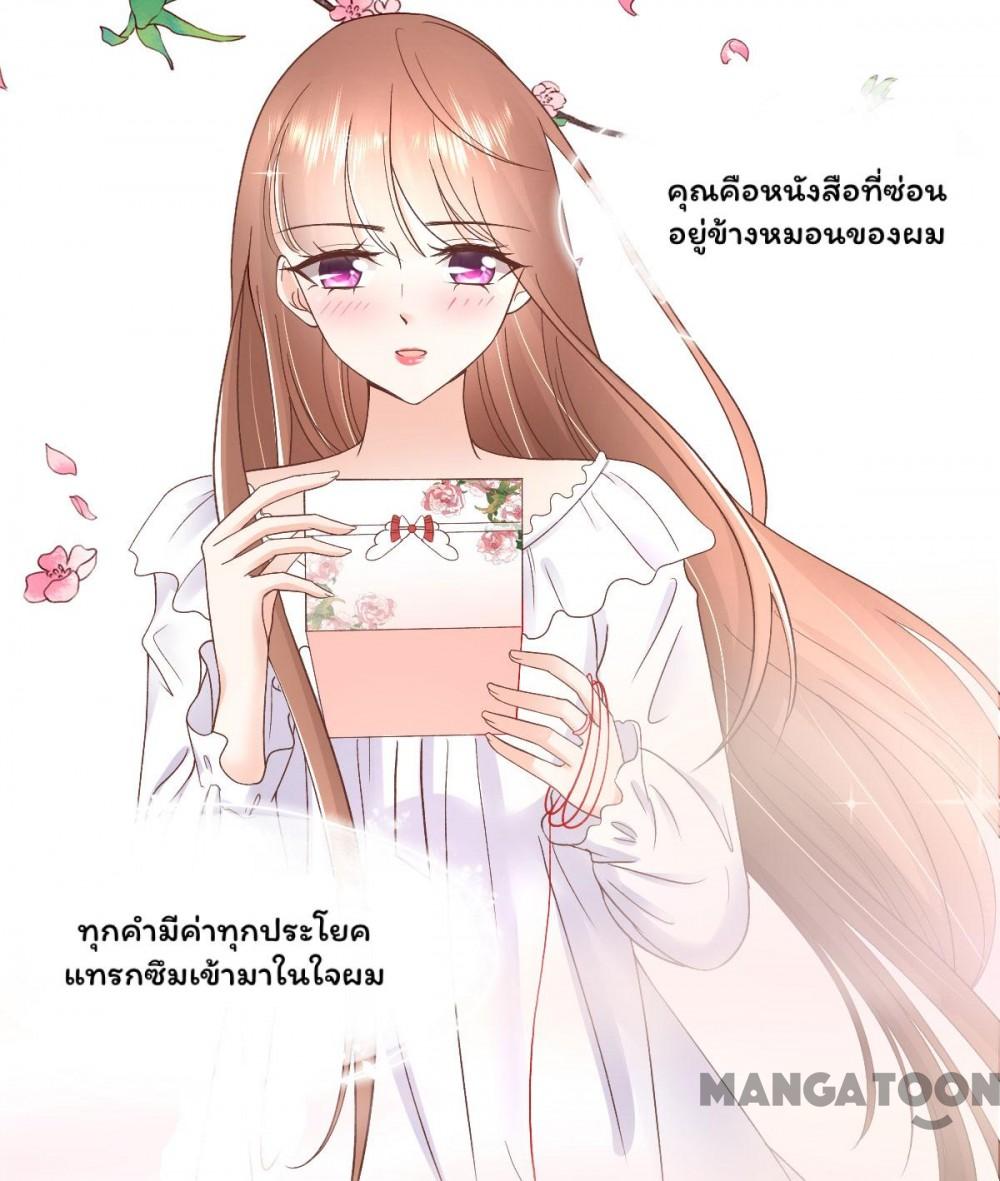 คุณคือหนังสือที่ซ่อน
อยู่ข้างหมอนของผม
ทุกคำมีค่าทุกประโยค
แทรกซึมเข้ามาในใจผม
MANGATOON